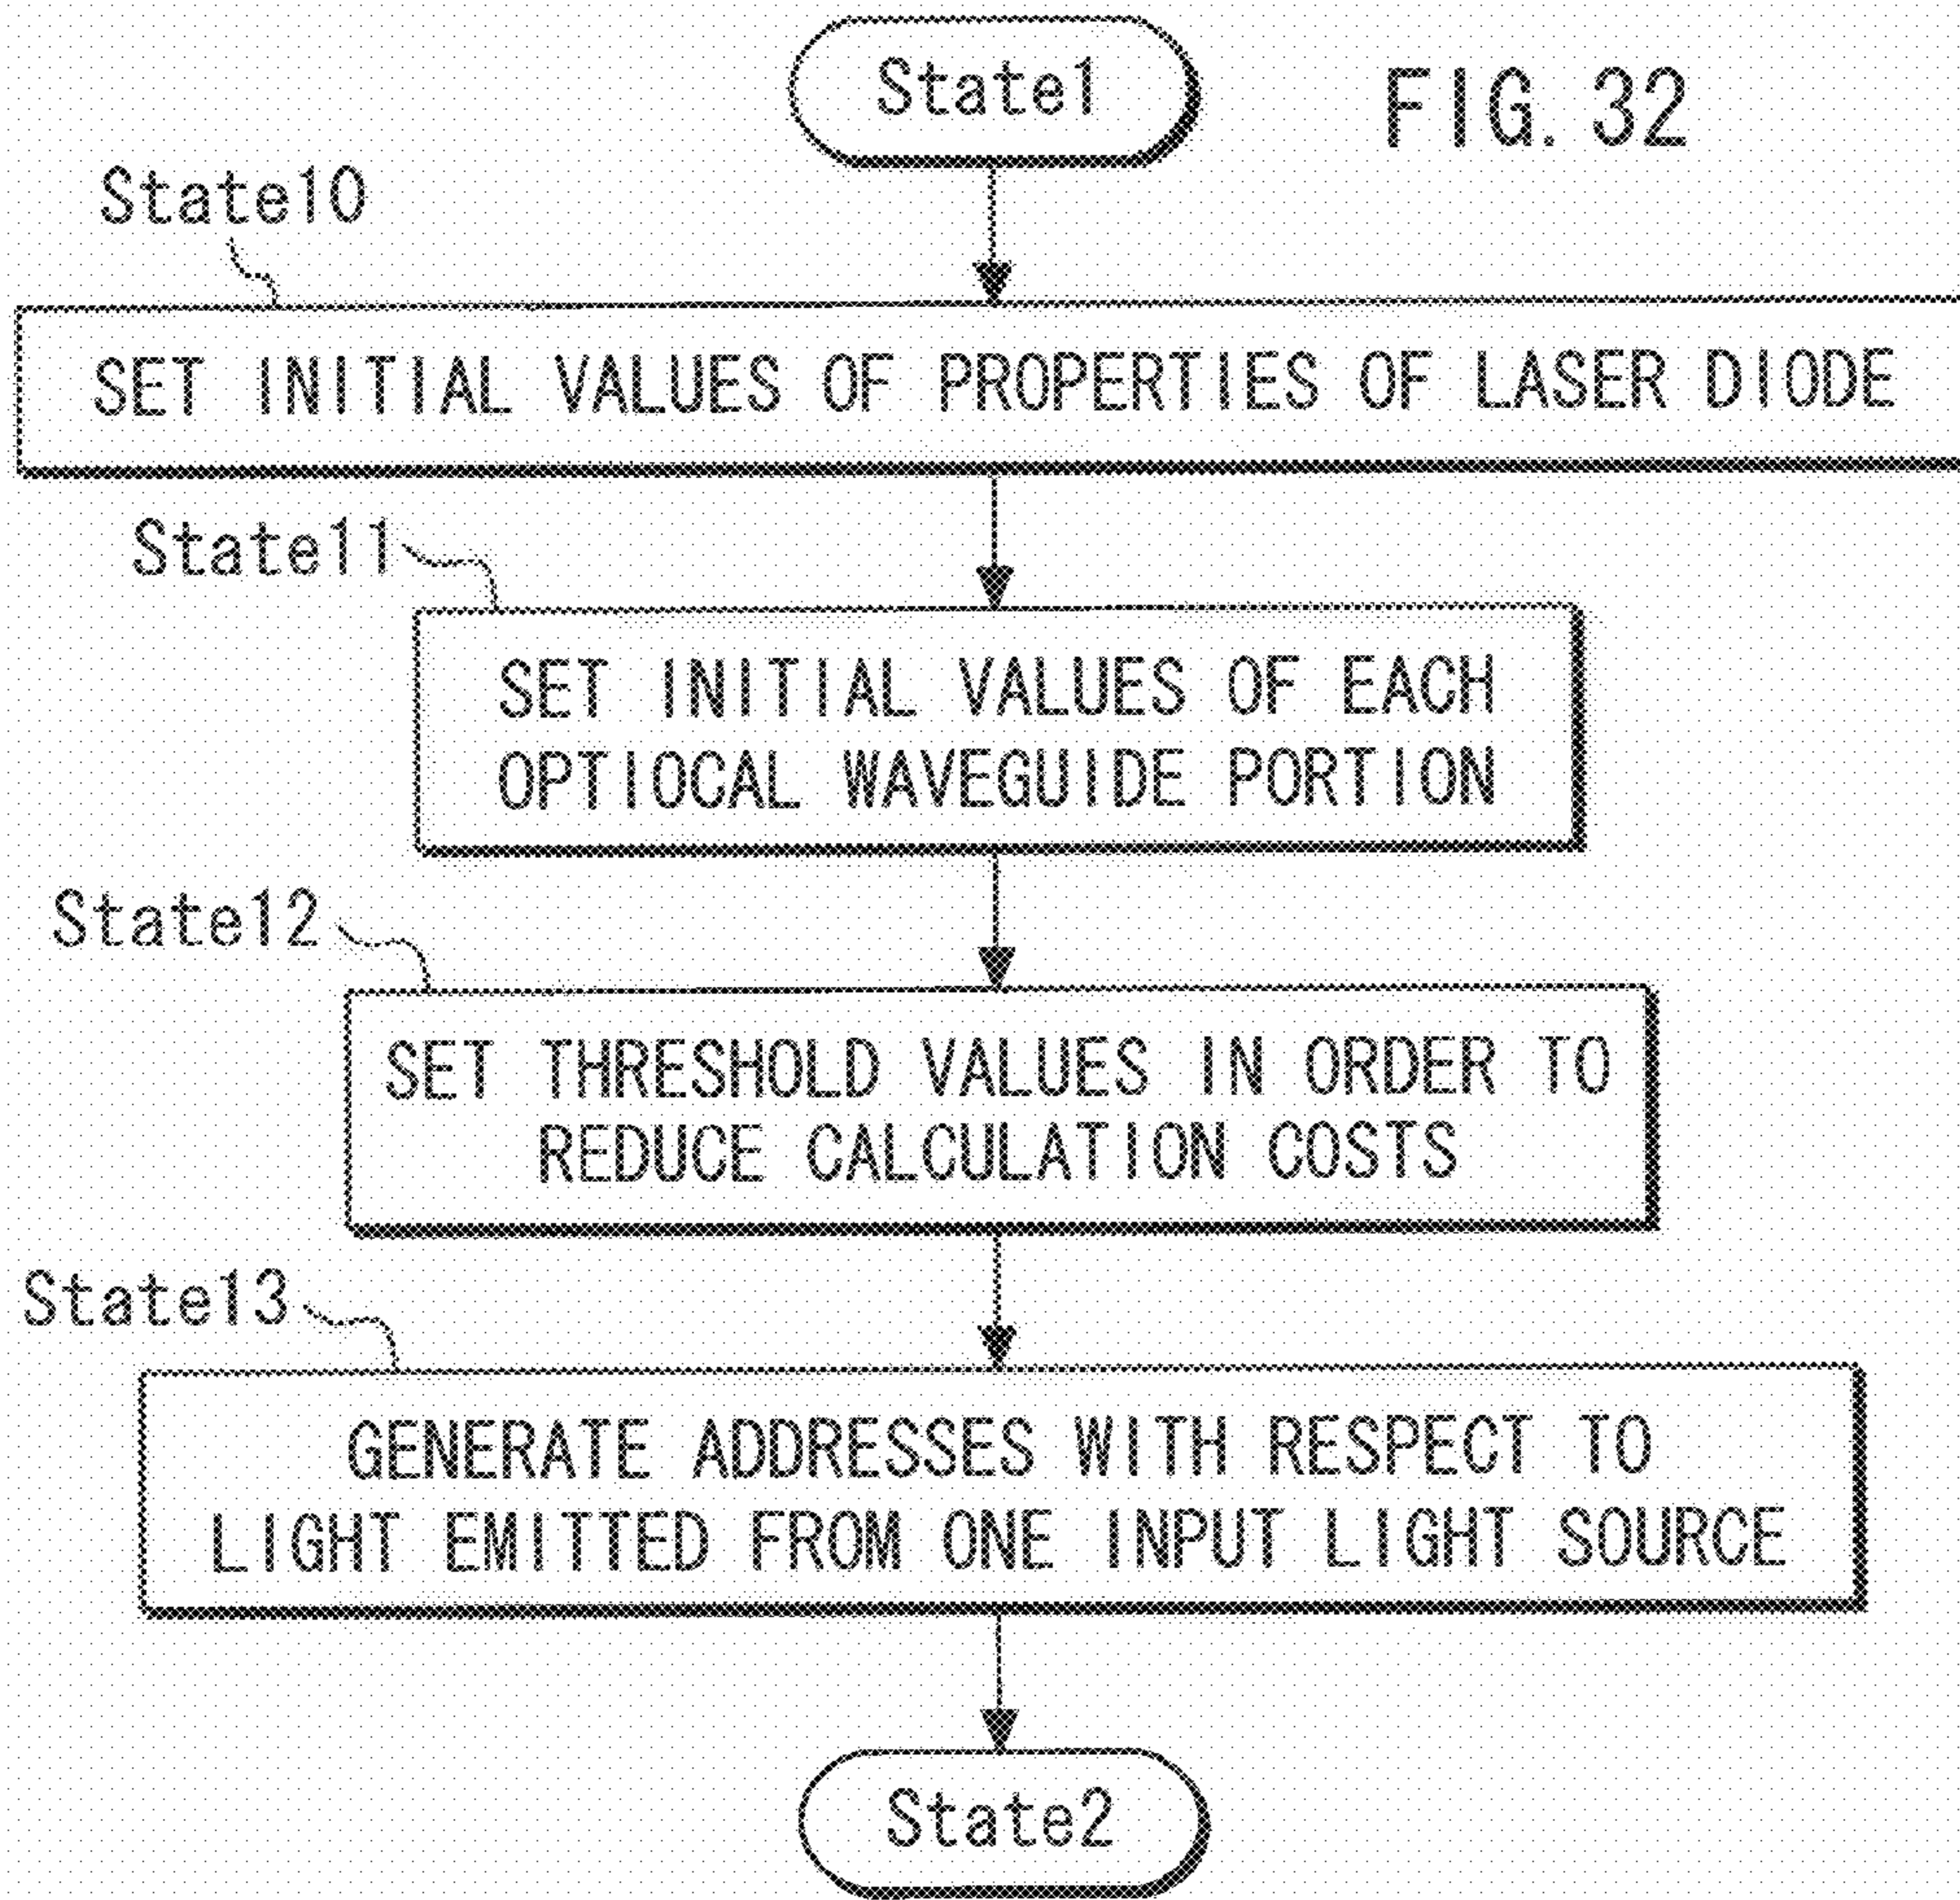 State1
FIG. 32
State10
SET INITIAL VALUES OF PROPERTIES OF LASER DIODE
State11
SET INITIAL VALUES OF EACH
OPTIOCAL WAVEGUIDE PORTION
State12
SET THRESHOLD VALUES IN ORDER TO
REDUCE CALCULATION COSTS
State13
GENERATE ADDRESSES WITH RESPECT TO
LIGHT EMITTED FROM ONE INPUT LIGHT SOURCE
State2